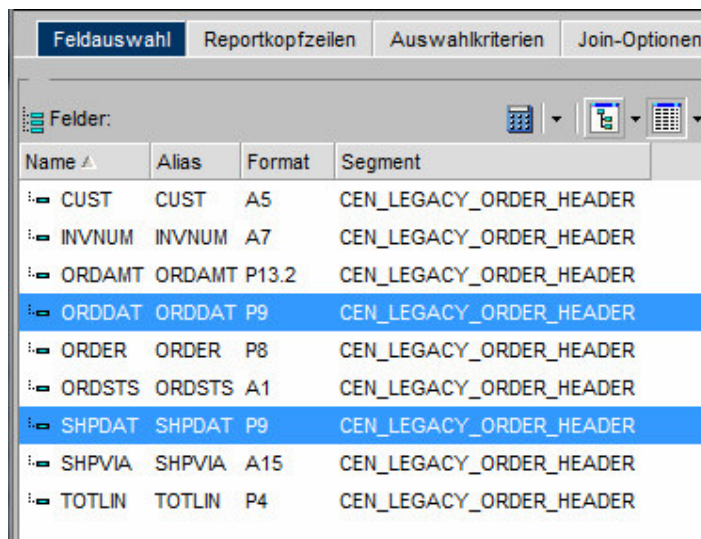 Feldauswahl Reportkopfzeilen Auswahlkriterien Join-Optionen
Felder:
Name Alias Format Segment
CUST CUST A5 CEN_LEGACY_ORDER_HEADER
INVNUM INVNUM A7 CEN_LEGACY_ORDER_HEADER
ORDAMT ORDAMT P13.2 CEN_LEGACY_ORDER_HEADER
ORDDAT ORDDAT P9 CEN_LEGACY_ORDER_HEADER
ORDER ORDER P8 CEN_LEGACY_ORDER_HEADER
ORDSTS ORDSTS A1 CEN_LEGACY_ORDER_HEADER
SHPDAT SHPDAT P9 CEN_LEGACY_ORDER_HEADER
SHPVIA SHPVIA A15 CEN_LEGACY_ORDER_HEADER
TOTLIN TOTLIN P4 CEN_LEGACY_ORDER_HEADER